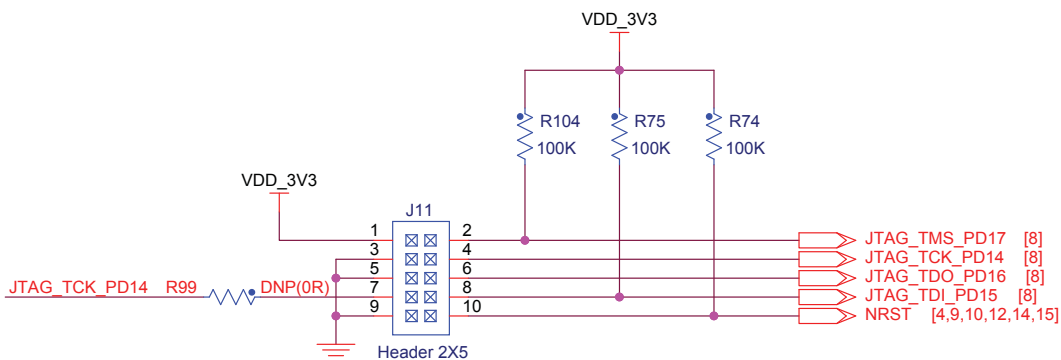 VDD_3V3
R104 R75 R74
100K 100K 100K
VDD_3V3
J11
1 2 JTAG_TMS_PD17 [8]
3 4 JTAG_TCK_PD14 [8]
5 6 JTAG_TDO_PD16 [8]
JTAG_TCK_PD14 R99 DNP(0R) 7 8 JTAG_TDI_PD15 [8]
9 10 NRST [4,9,10,12,14,15]
Header 2X5